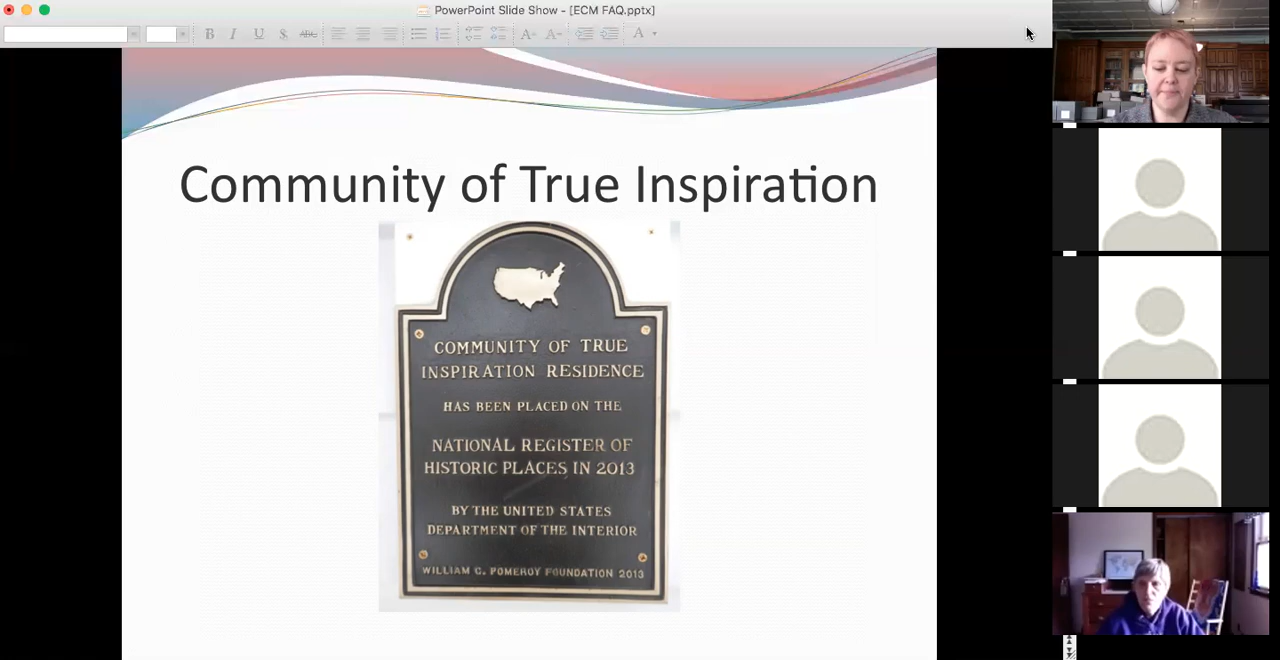 PowerPoint Slide Show - [ECM FAQ.pptx]
B I U S ABC A A A
Community of True Inspiration
COMMUNITY OF TRUE
INSPIRATION RESIDENCE
HAS BEEN PLACED ON THE
NATIONAL REGISTER OF
HISTORIC PLACES IN 2013
BY THE UNITED STATES
DEPARTMENT OF THE INTERIOR
WILLIAM G. POMEROY FOUNDATION 2013